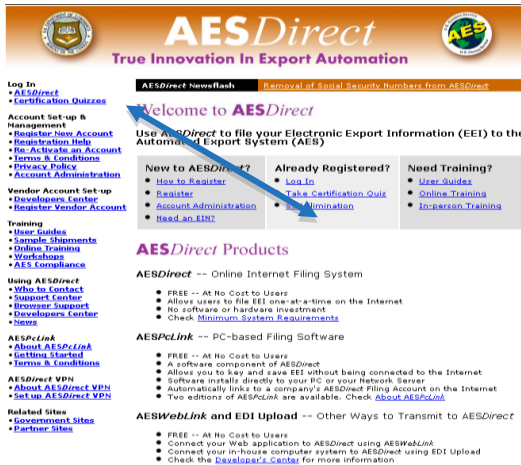 AESDirect
True Innovation In Export Automation
Log In
• AESDirect
• Certification Quizzes
Account Set-up &
Management
• Register New Account
• Registration Help
• Re-Activate an Account
• Terms & Conditions
• Privacy Policy
• Account Administration
Vendor Account Set-up
• Developers Center
• Register Vendor Account
Training
• User Guides
• Sample Shipments
• Online Training
• Workshops
• AES Compliance
Using AESDirect
• Who to Contact
• Support Center
• Browser Support
• Developers Center
• News
AESPcLink
• About AESPcLink
• Getting Started
• Terms & Conditions
AESDirect VPN
• About AESDirect VPN
• Set up AESDirect VPN
Related Sites
• Government Sites
• Partner Sites
AESDirect Newsflash
Removal of Social Security Numbers from AESDirect
Welcome to AESDirect
Use AESDirect to file your Electronic Export Information (EEI) to the
Automated Export System (AES)
New to AESDirect?
• How to Register
• Register
• Account Administration
• Need an EIN?
Already Registered?
• Log In
• Take Certification Quiz
• Elimination
Need Training?
• User Guides
• Online Training
• In-person Training
AESDirect Products
AESDirect -- Online Internet Filing System
• FREE -- At No Cost to Users
• Allows users to file EEI one-at-a-time on the Internet
• No software or hardware investment
• Check Minimum System Requirements
AESPcLink -- PC-based Filing Software
• FREE -- At No Cost to Users
• A software component of AESDirect
• Allows you to key and save EEI without being connected to the Internet
• Software installs directly to your PC or your Network Server
• Automatically links to a company's AESDirect Filing Account on the Internet
• Two editions of AESPcLink are available. Check About AESPcLink
AESWebLink and EDI Upload -- Other Ways to Transmit to AESDirect
• FREE -- At No Cost to Users
• Connect your Web application to AESDirect using AESWebLink
• Connect your in-house computer system to AESDirect using EDI Upload
• Check the Developer's Center for more information